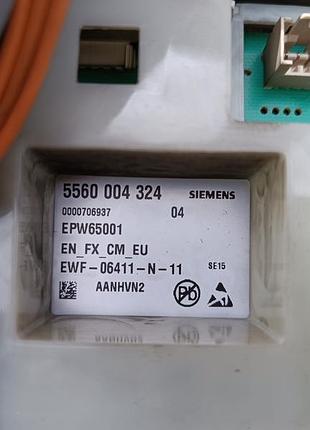 5560 004 324 SIEMENS
0000706937 04
EPW65001
EN_FX_CM_EU
EWF-06411-N-11 SE15
AANHVN2
Pb